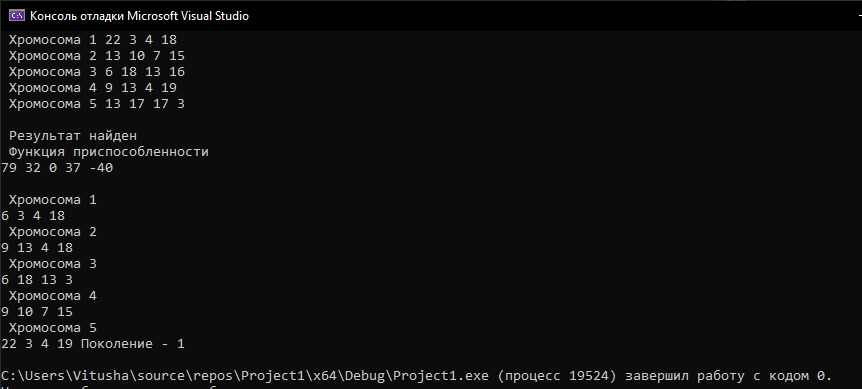 Консоль отладки Microsoft Visual Studio
Хромосома 1 22 3 4 18
Хромосома 2 13 10 7 15
Хромосома 3 6 18 13 16
Хромосома 4 9 13 4 19
Хромосома 5 13 17 17 3
Результат найден
Функция приспособленности
79 32 0 37 -40
Хромосома 1
6 3 4 18
Хромосома 2
9 13 4 18
Хромосома 3
6 18 13 3
Хромосома 4
9 10 7 15
Хромосома 5
22 3 4 19 Поколение - 1
C:\Users\Vitusha\source\repos\Project1\x64\Debug\Project1.exe (процесс 19524) завершил работу с кодом 0.